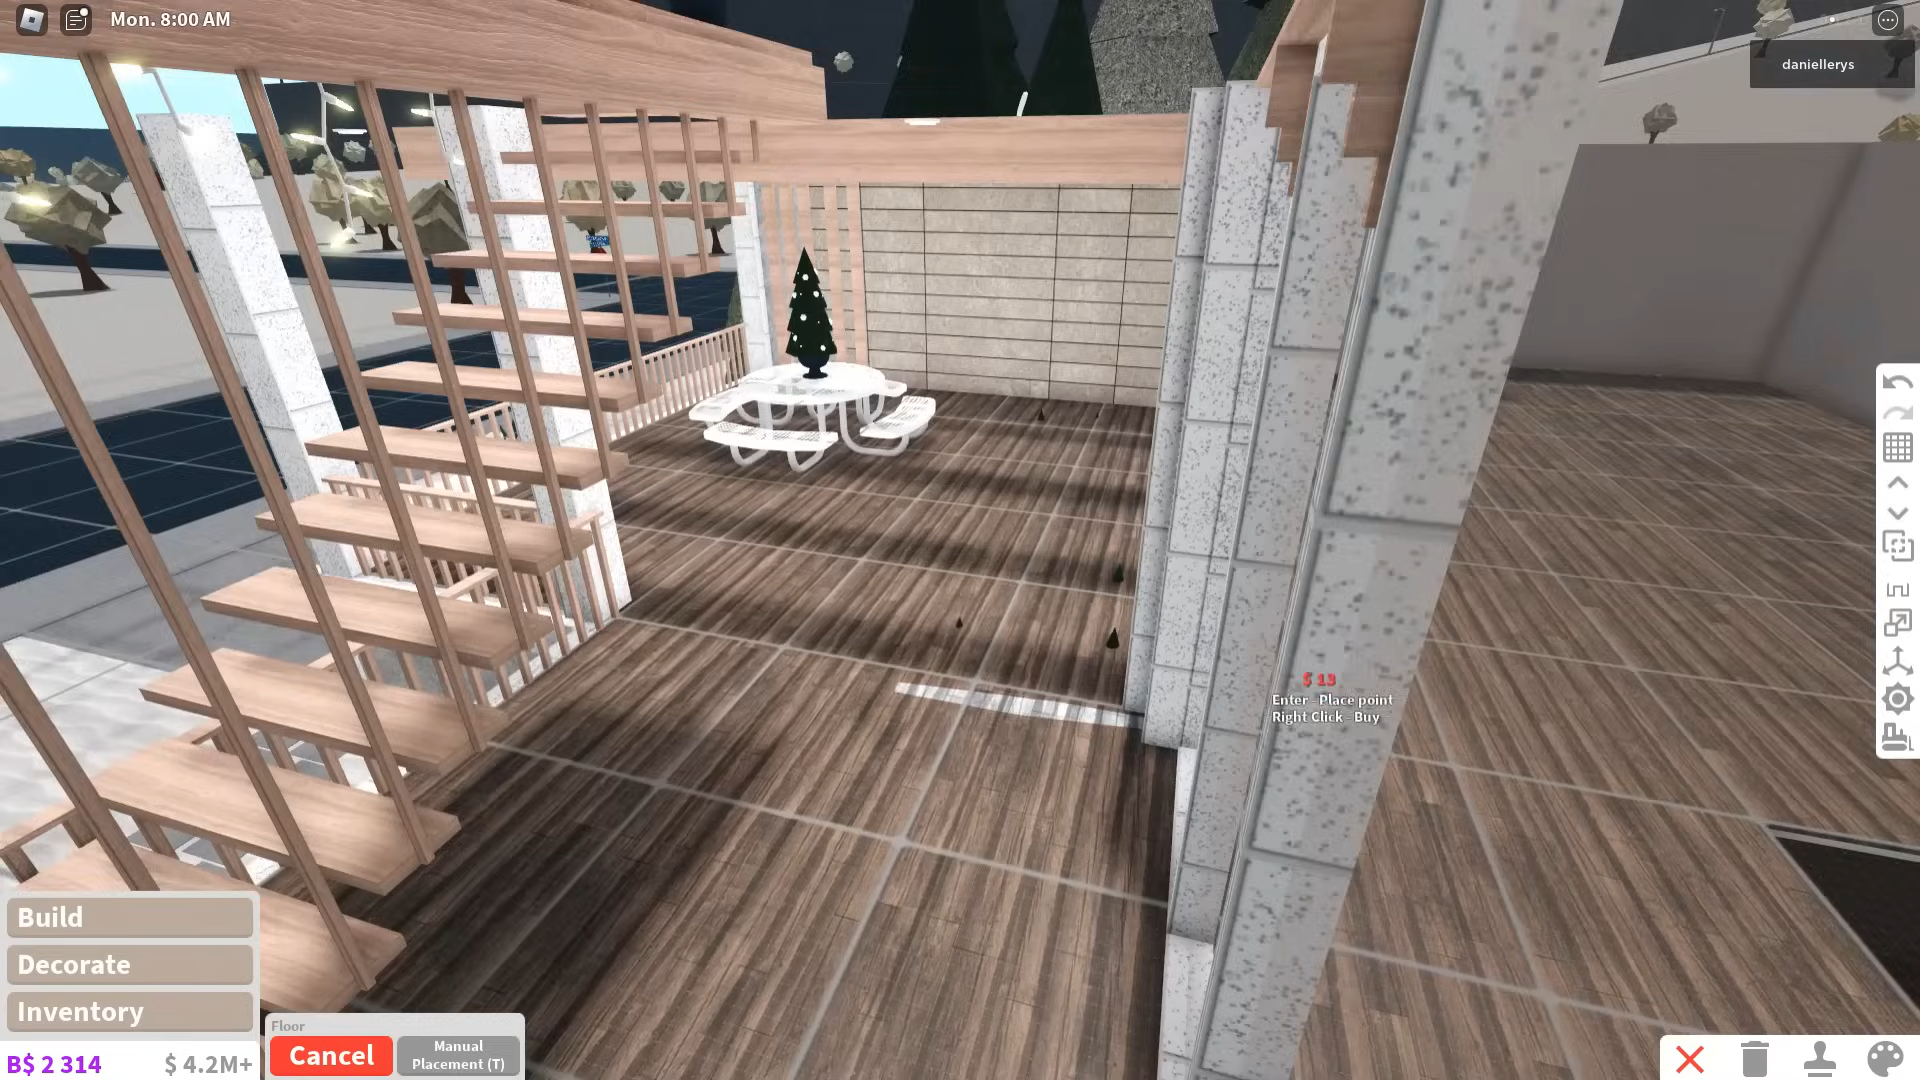 Mon. 8:00 AM
daniellerys
$ 13
Enter - Place point
Right Click - Buy
Build
Decorate
Inventory
B$ 2 314
$ 4.2M+
Floor
Cancel
Manual
Placement (T)